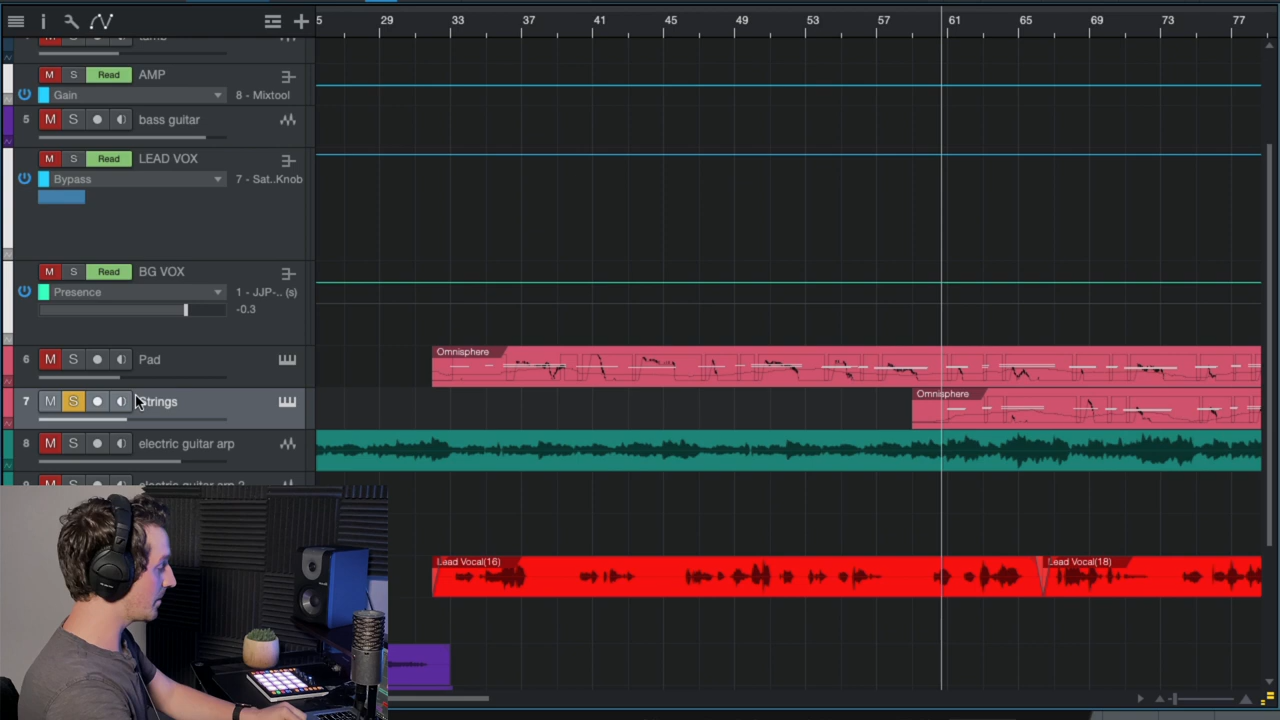 5 29 33 37 41 45 49 53 57 61 65 69 73 77
M S Read AMP
Gain 8 - Mixtool
5 M S bass guitar
M S Read LEAD VOX
Bypass 7 - Sat..Knob
M S Read BG VOX
Presence 1 - JJP-.. (s)
-0.3
Omnisphere
6 M S Pad
Omnisphere
7 M S Strings
8 M S electric guitar arp
electric guitar arp 2
Lead Vocal(16) Lead Vocal(18)